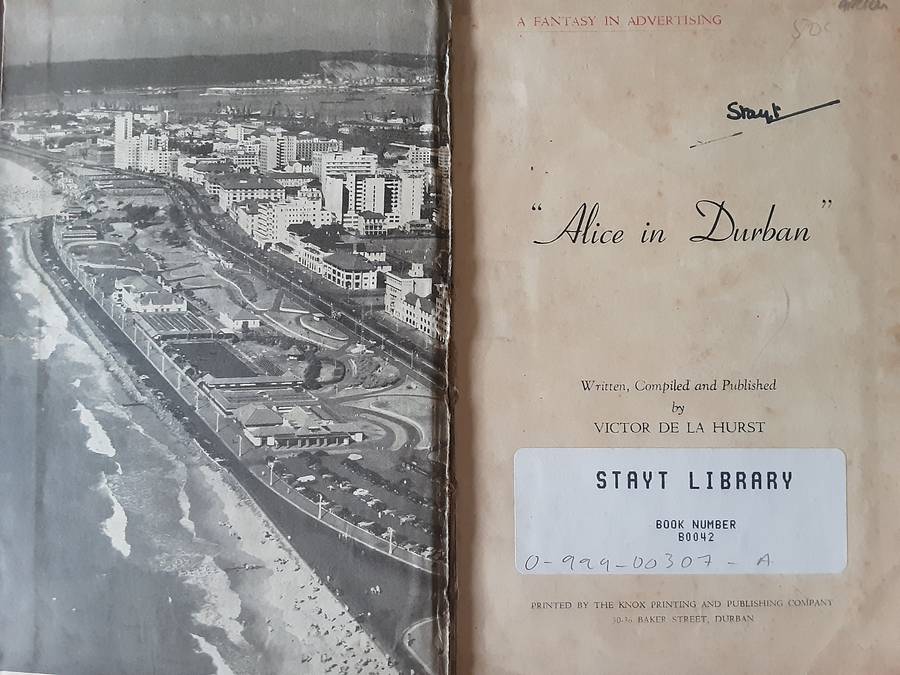 A FANTASY IN ADVERTISING
50c
Stayt
"Alice in Durban"
Written, Compiled and Published
by
VICTOR DE LA HURST
STAYT LIBRARY
BOOK NUMBER
B0042
0-999-00307-A
PRINTED BY THE KNOX PRINTING AND PUBLISHING COMPANY
30-36 BAKER STREET, DURBAN